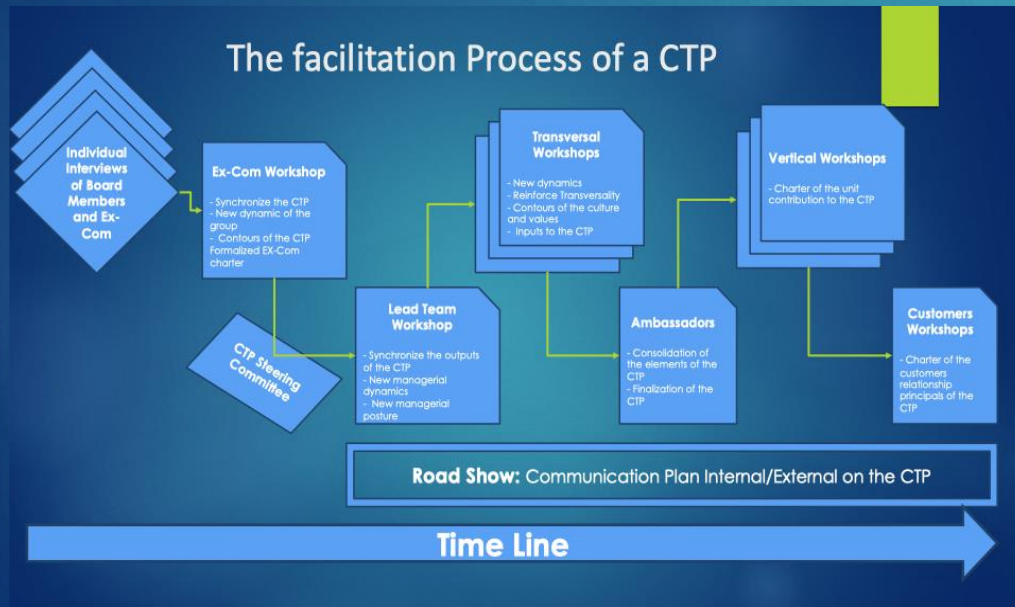 The facilitation Process of a CTP
Individual
Interviews
of Board
Members
and Ex-
Com
Ex-Com Workshop
- Synchronize the CTP
- New dynamic of the
group
- Contours of the CTP
Formalized EX-Com
charter
CTP Steering
Committee
Lead Team
Workshop
- Synchronize the outputs
of the CTP
- New managerial
dynamics
- New managerial
posture
Transversal
Workshops
- New dynamics
- Reinforce Transversality
- Contours of the culture
and values
- Inputs to the CTP
Ambassadors
- Consolidation of
the elements of the
CTP
- Finalization of the
CTP
Vertical Workshops
- Charter of the unit
contribution to the CTP
Customers
Workshops
- Charter of the
customers
relationship
principals of the
CTP
Road Show: Communication Plan Internal/External on the CTP
Time Line